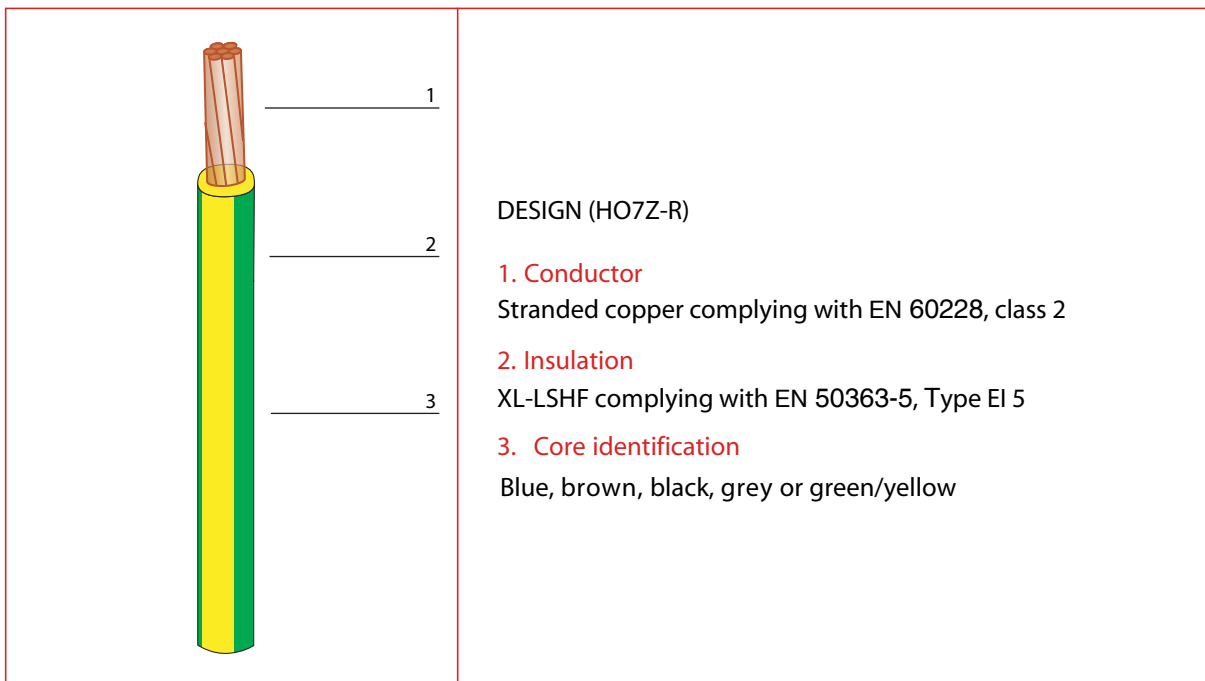 1
2
3
DESIGN (HO7Z-R)
1. Conductor
Stranded copper complying with EN 60228, class 2
2. Insulation
XL-LSHF complying with EN 50363-5, Type EI 5
3. Core identification
Blue, brown, black, grey or green/yellow